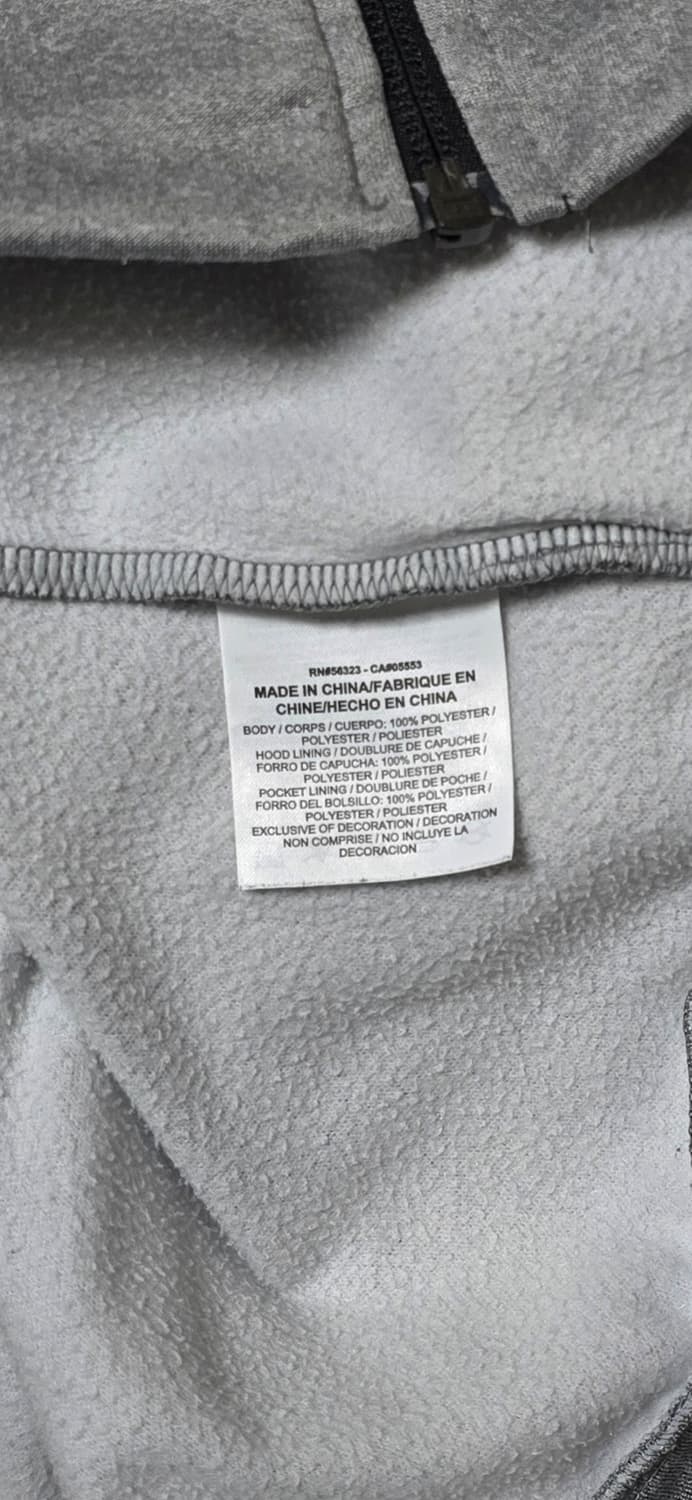 RN#56323 - CA#05553
MADE IN CHINA/FABRIQUE EN
CHINE/HECHO EN CHINA
BODY / CORPS / CUERPO: 100% POLYESTER /
POLYESTER / POLIESTER
HOOD LINING / DOUBLURE DE CAPUCHE /
FORRO DE CAPUCHA: 100% POLYESTER /
POLYESTER / POLIESTER
POCKET LINING / DOUBLURE DE POCHE /
FORRO DEL BOLSILLO: 100% POLYESTER /
POLYESTER / POLIESTER
EXCLUSIVE OF DECORATION / DECORATION
NON COMPRISE / NO INCLUYE LA
DECORACION